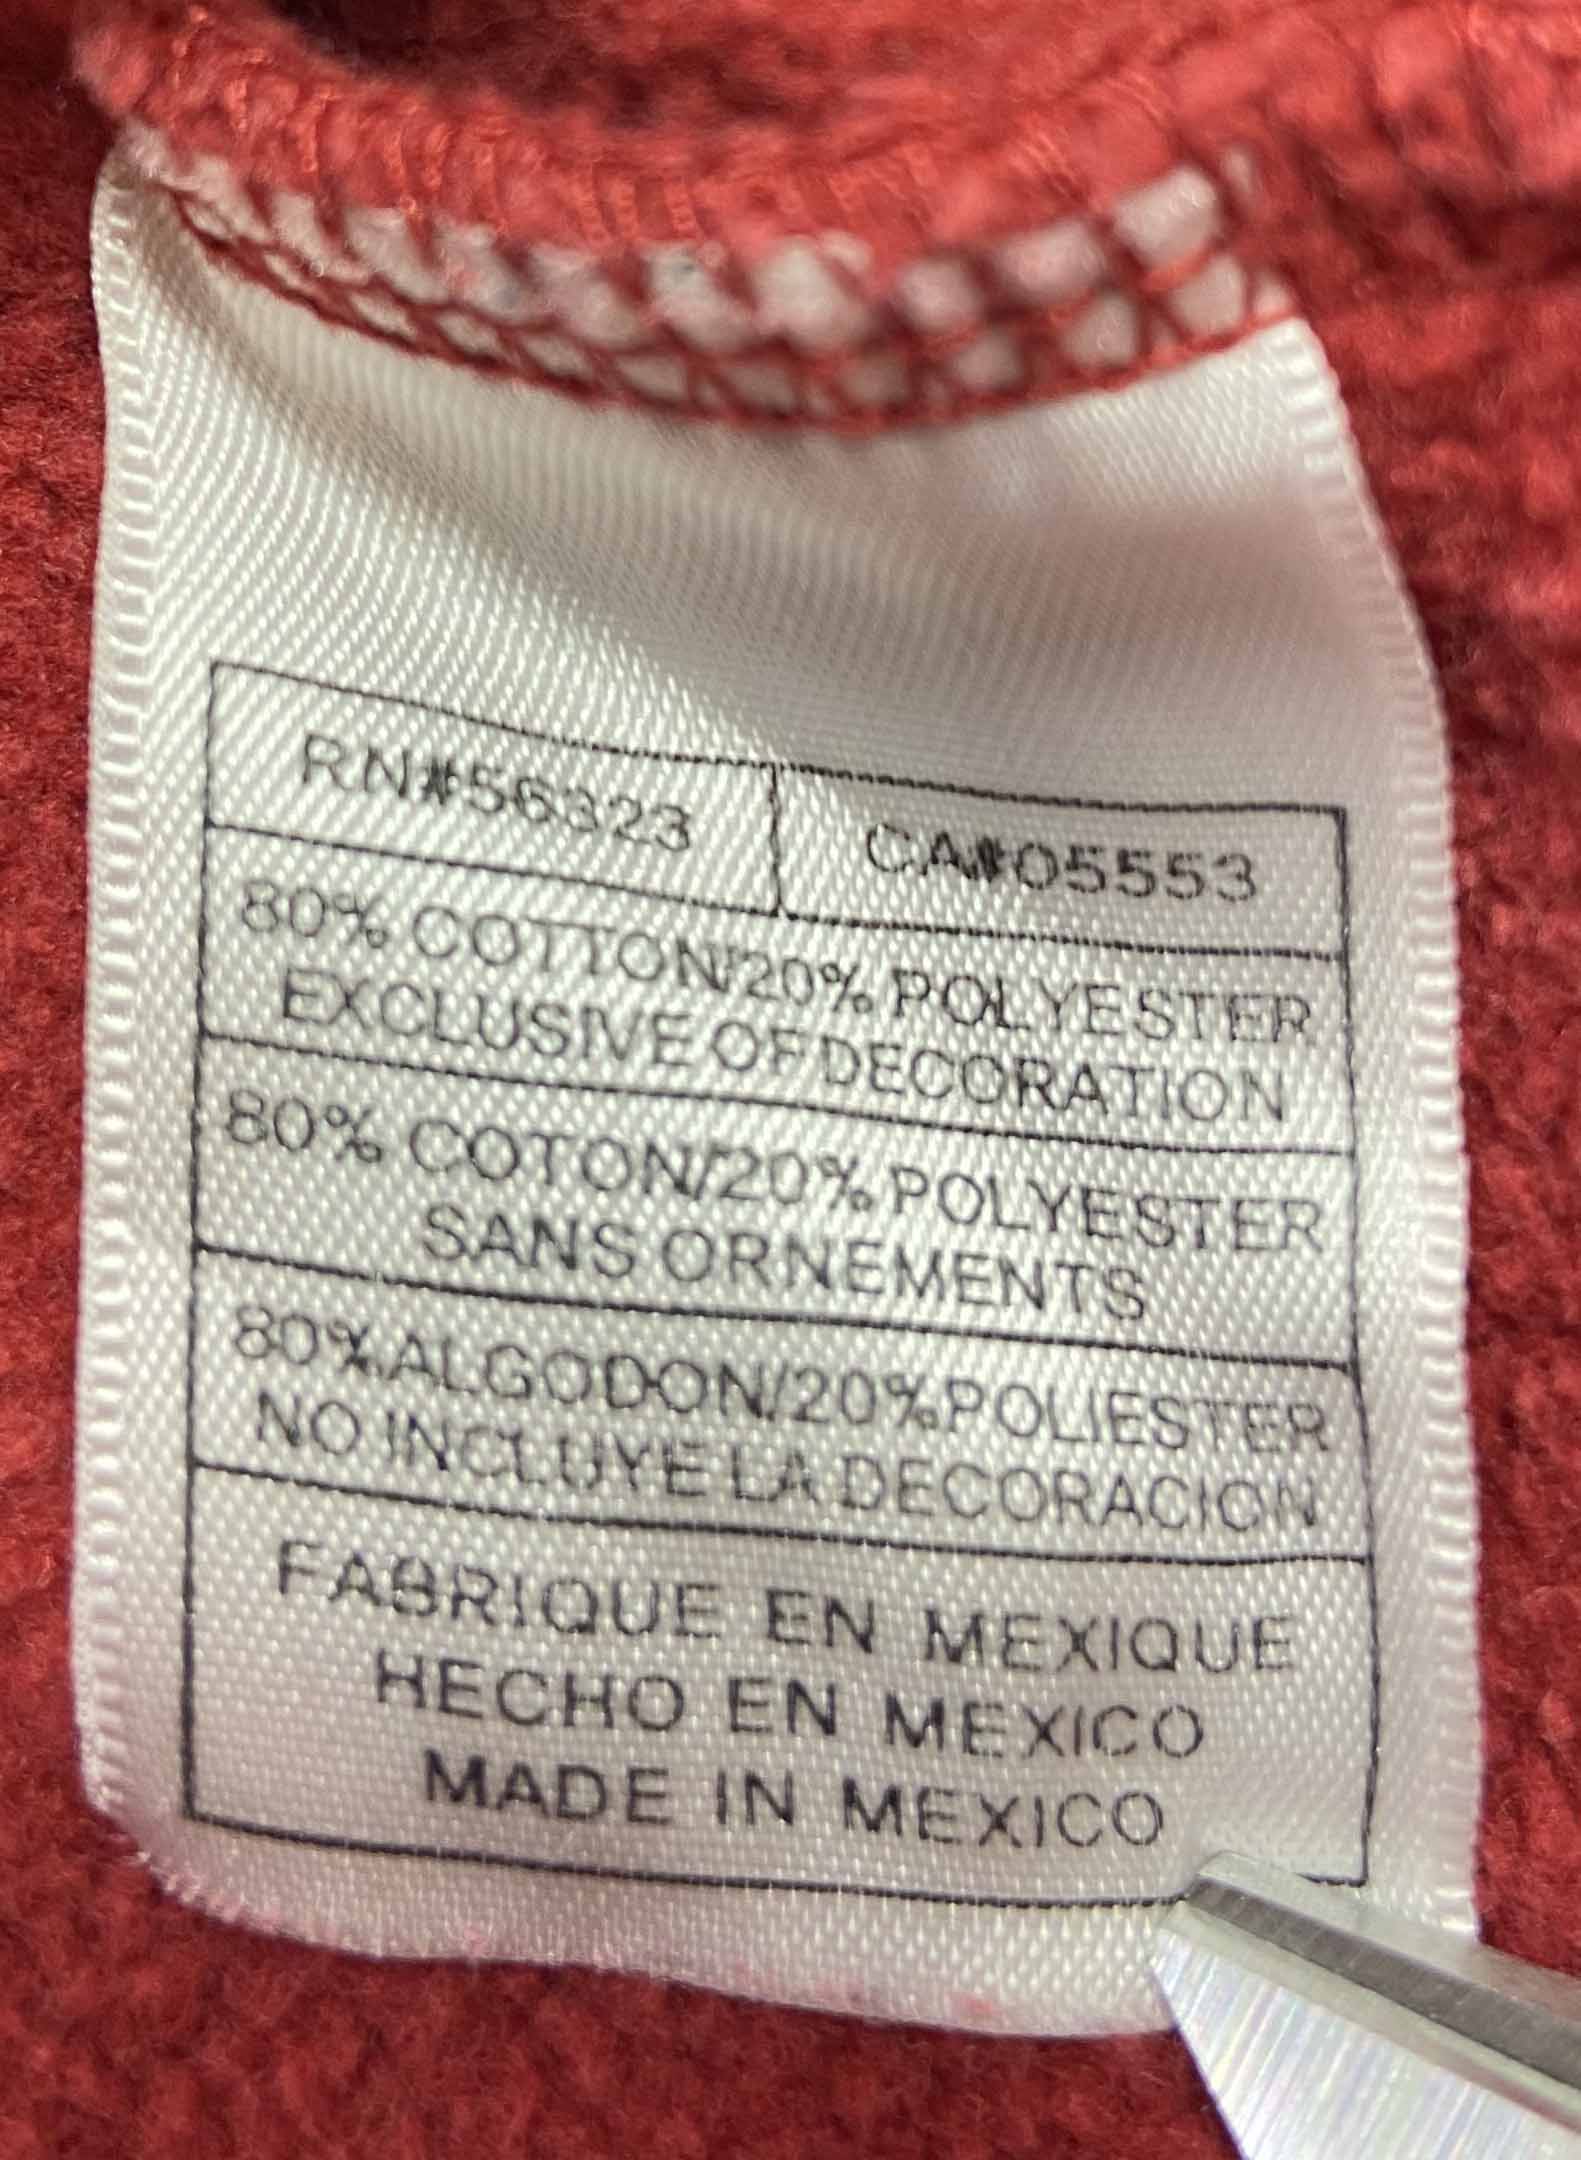 RN#56323 CA#05553
80% COTTON/20% POLYESTER
EXCLUSIVE OF DECORATION
80% COTON/20% POLYESTER
SANS ORNEMENTS
80% ALGODON/20% POLIESTER
NO INCLUYE LA DECORACION
FABRIQUE EN MEXIQUE
HECHO EN MEXICO
MADE IN MEXICO